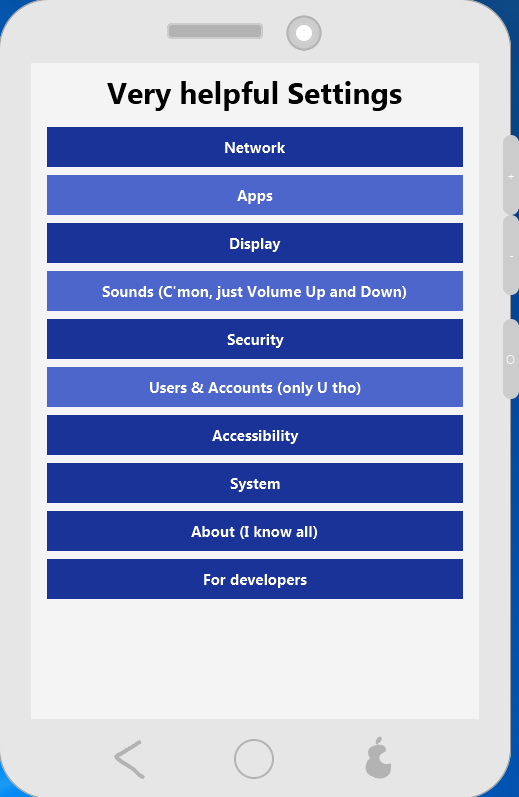 Very helpful Settings
Network
Apps
Display
Sounds (C'mon, just Volume Up and Down)
Security
Users & Accounts (only U tho)
Accessibility
System
About (I know all)
For developers
+
-
O